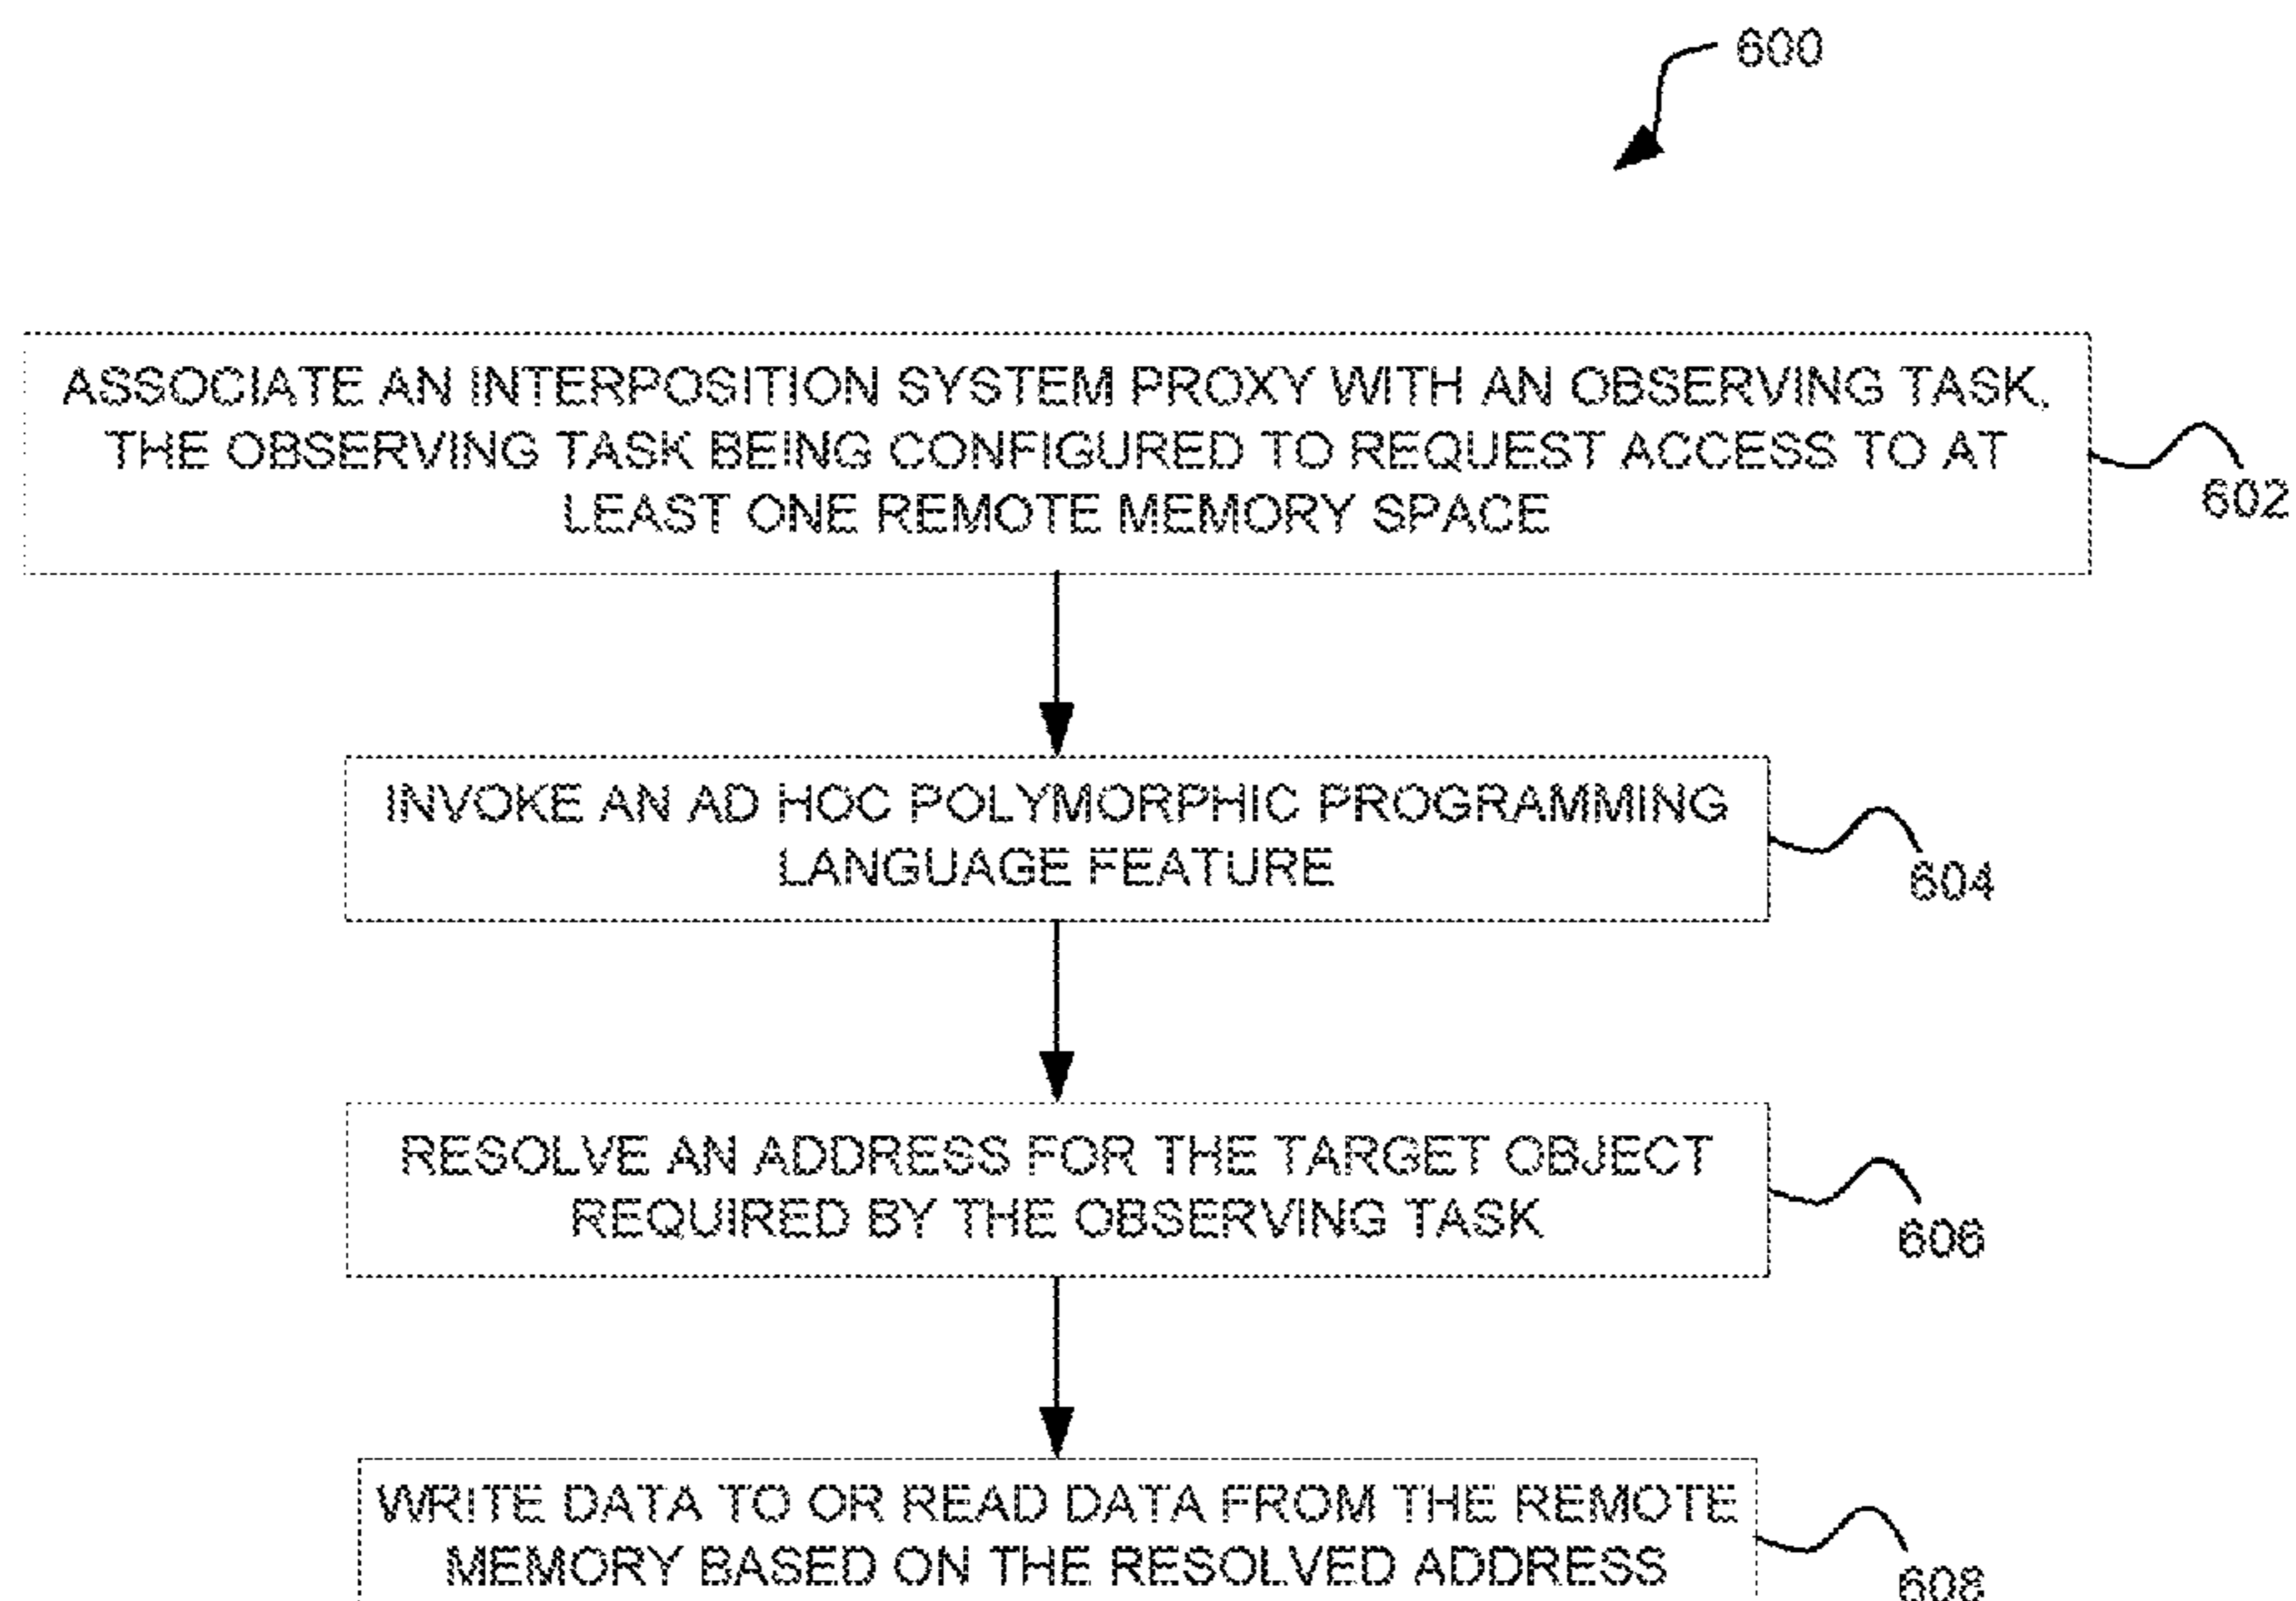 600
ASSOCIATE AN INTERPOSITION SYSTEM PROXY WITH AN OBSERVING TASK,
THE OBSERVING TASK BEING CONFIGURED TO REQUEST ACCESS TO AT
LEAST ONE REMOTE MEMORY SPACE
602
INVOKE AN AD HOC POLYMORPHIC PROGRAMMING
LANGUAGE FEATURE
604
RESOLVE AN ADDRESS FOR THE TARGET OBJECT
REQUIRED BY THE OBSERVING TASK
606
WRITE DATA TO OR READ DATA FROM THE REMOTE
MEMORY BASED ON THE RESOLVED ADDRESS
608